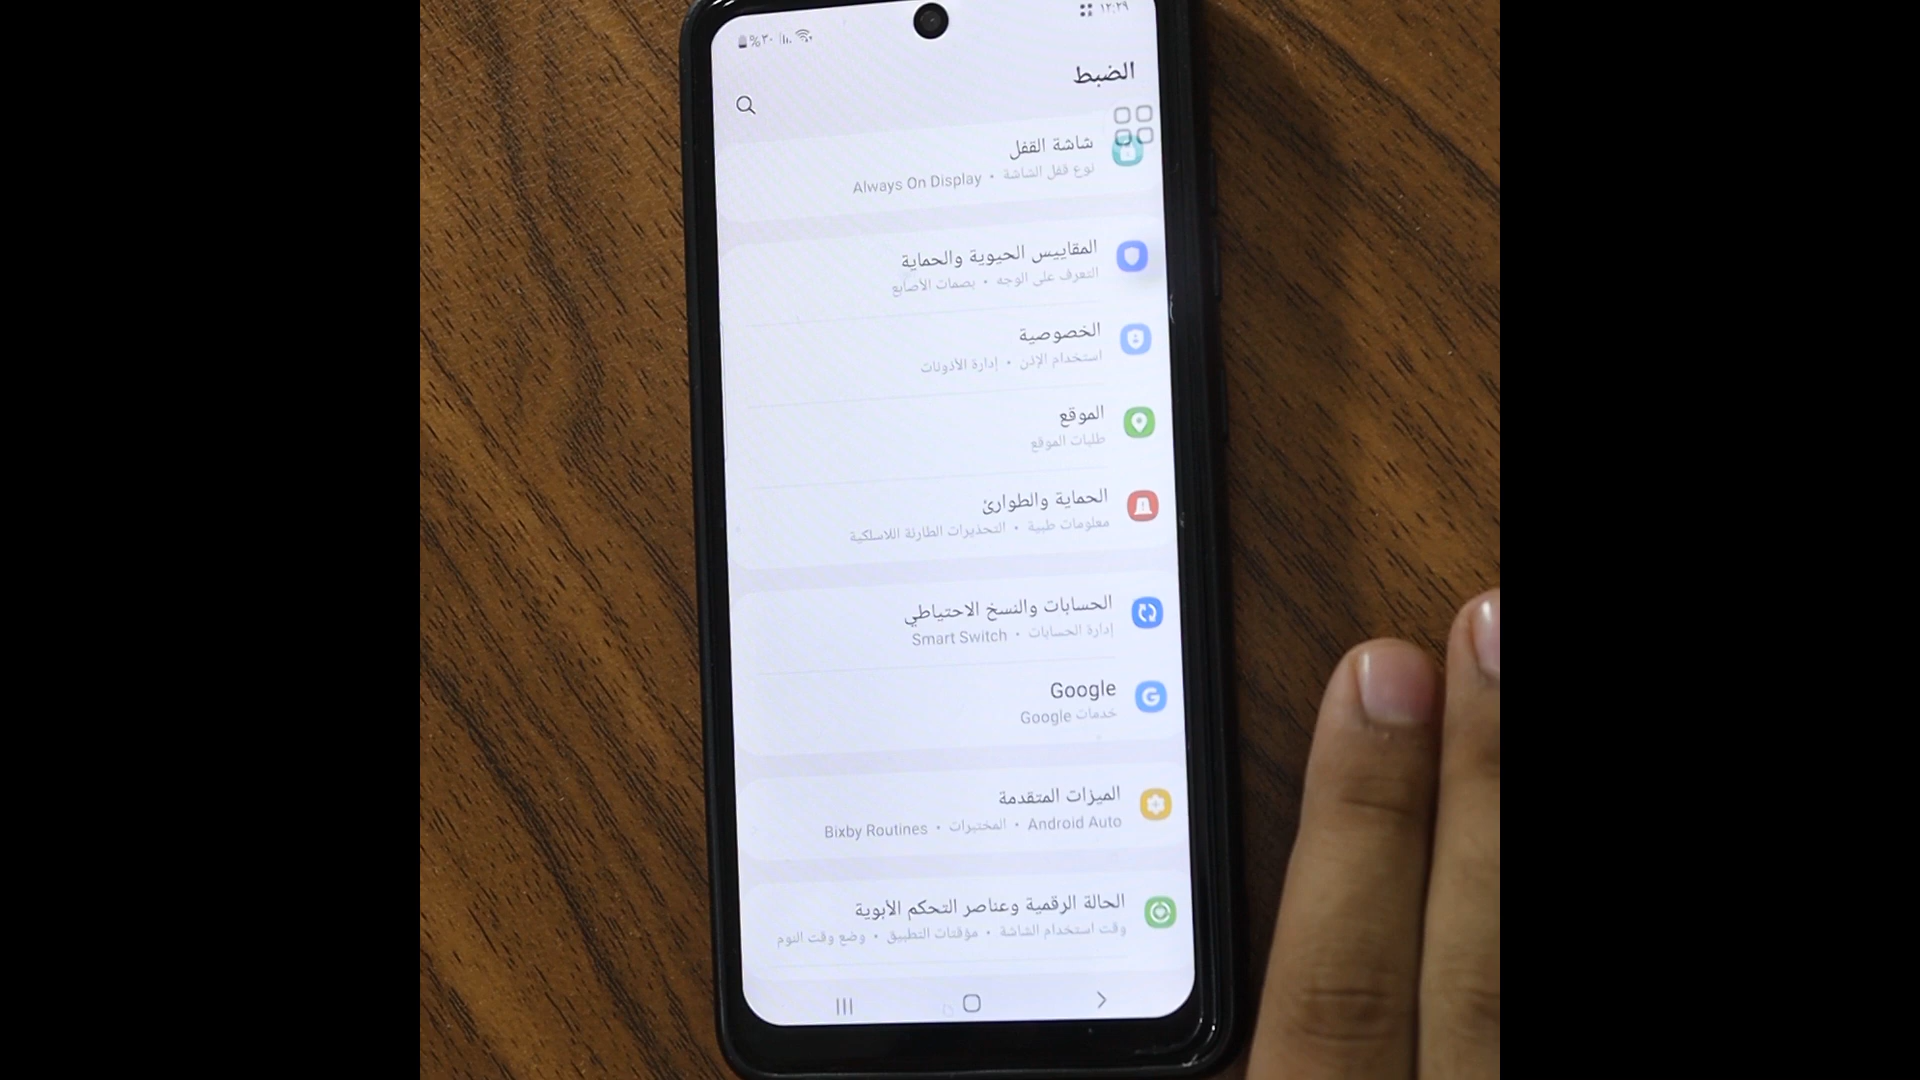 ١٢:٢٩
٣٠%
الضبط
شاشة القفل
نوع قفل الشاشة • Always On Display
المقاييس الحيوية والحماية
التعرف على الوجه • بصمات الأصابع
الخصوصية
استخدام الإذن • إدارة الأذونات
الموقع
طلبات الموقع
الحماية والطوارئ
معلومات طبية • التحذيرات الطارئة اللاسلكية
الحسابات والنسخ الاحتياطي
إدارة الحسابات • Smart Switch
Google
خدمات Google
الميزات المتقدمة
Android Auto • المختبرات • Bixby Routines
الحالة الرقمية وعناصر التحكم الأبوية
وقت استخدام الشاشة • مؤقتات التطبيق • وضع وقت النوم